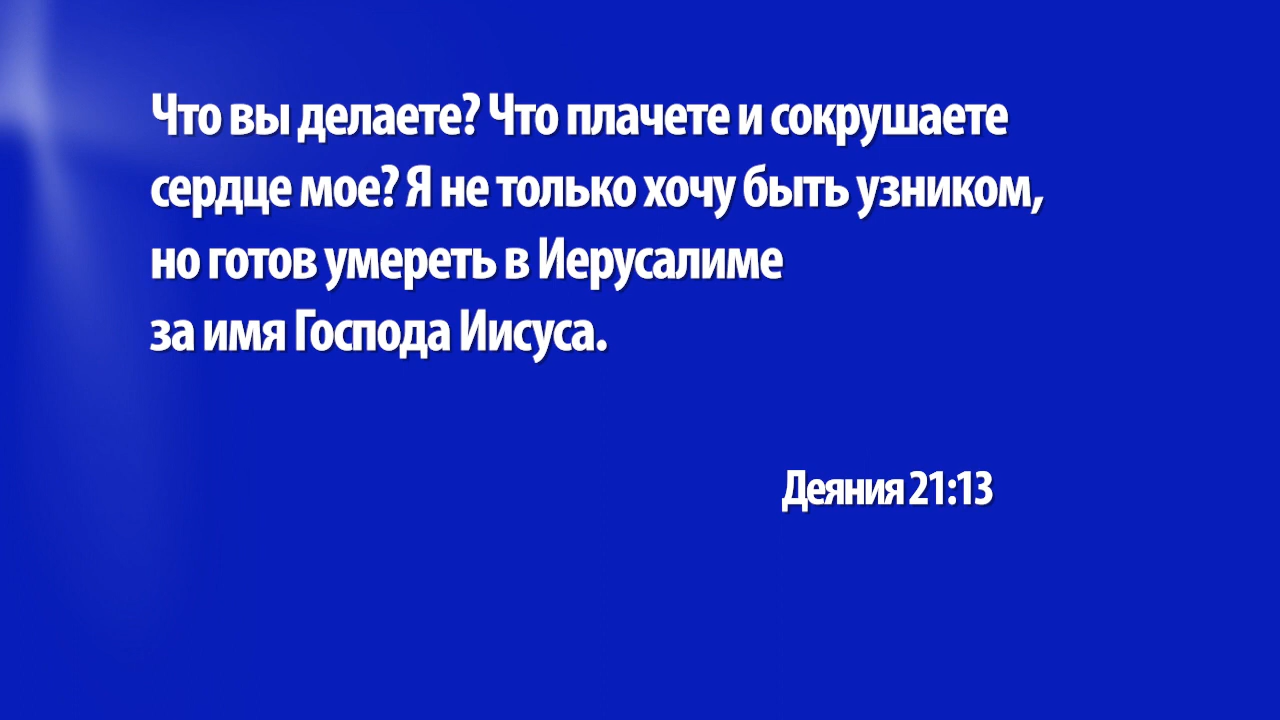 Что вы делаете? Что плачете и сокрушаете
сердце мое? Я не только хочу быть узником,
но готов умереть в Иерусалиме
за имя Господа Иисуса.
Деяния 21:13